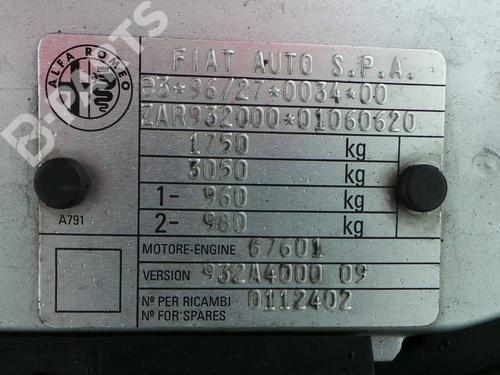 ALFA ROMEO
FIAT AUTO S.P.A.
e3*96/27*0034*00
ZAR932000*01060620
1750 kg
3050 kg
1- 960 kg
2- 980 kg
A791
MOTORE-ENGINE 67601
VERSION 932A4000 09
Nº PER RICAMBI 0112402
Nº FOR SPARES
B-PARTS